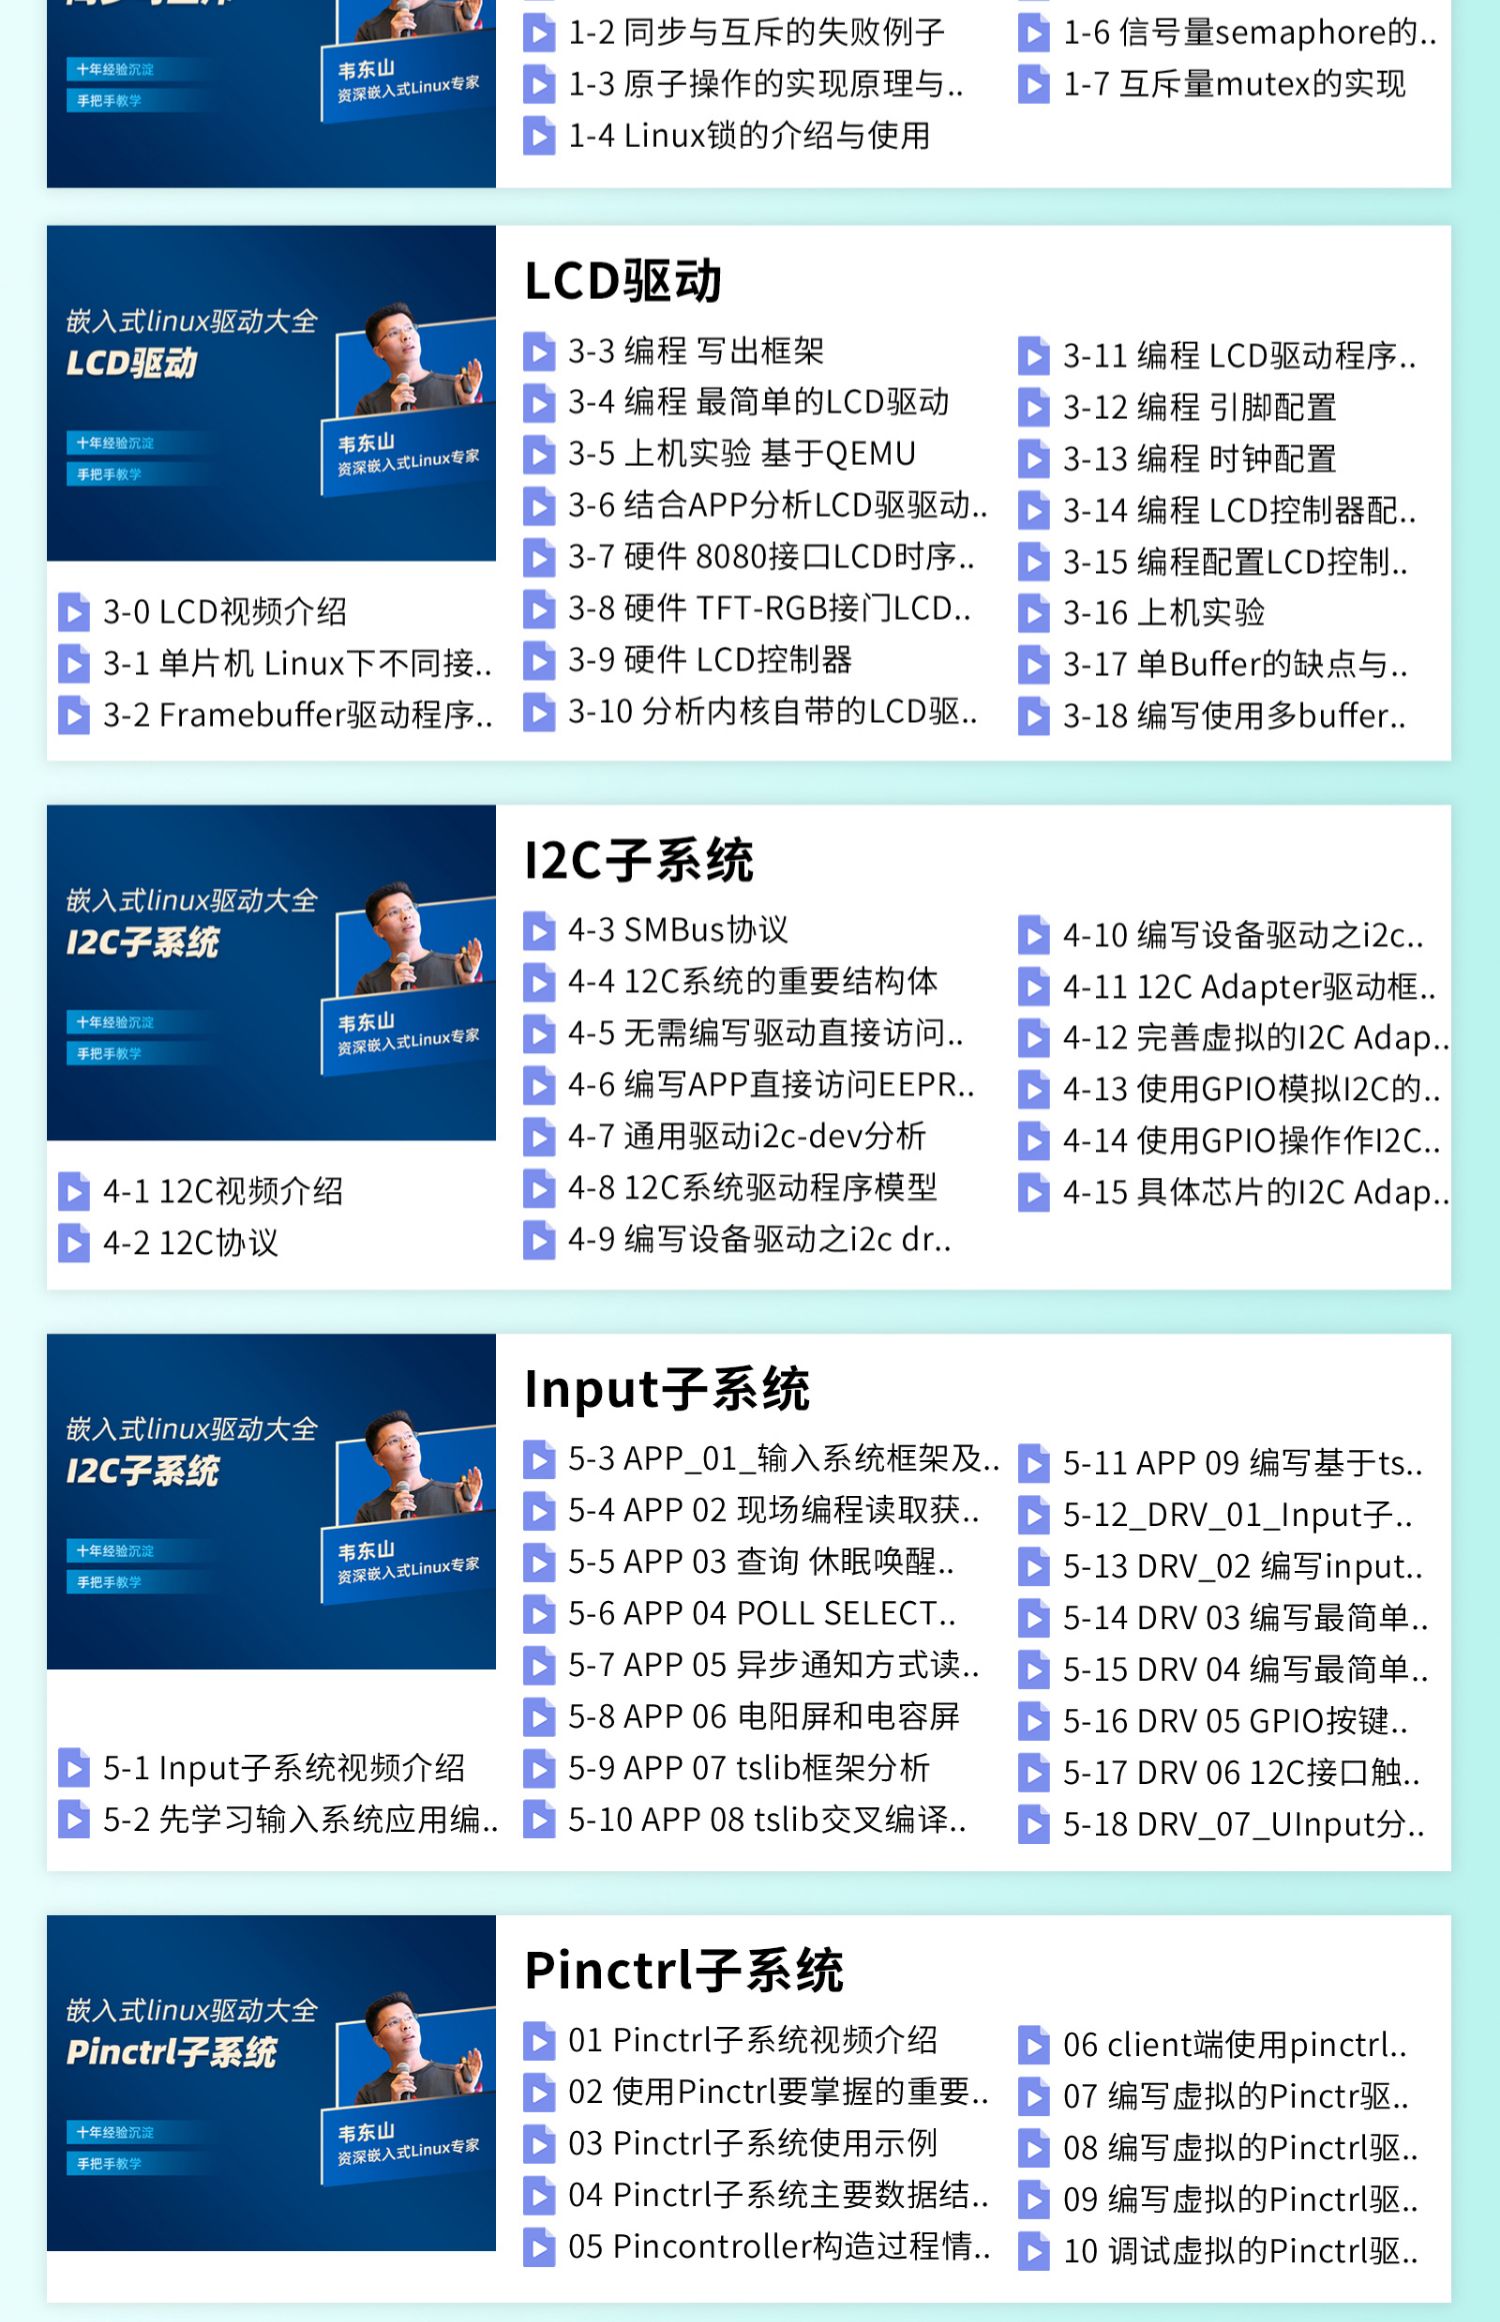 十年经验沉淀
手把手教学
韦东山
资深嵌入式Linux专家
1-2 同步与互斥的失败例子
1-3 原子操作的实现原理与..
1-4 Linux锁的介绍与使用
1-6 信号量semaphore的..
1-7 互斥量mutex的实现
嵌入式linux驱动大全
LCD驱动
十年经验沉淀
手把手教学
韦东山
资深嵌入式Linux专家
3-0 LCD视频介绍
3-1 单片机 Linux下不同接..
3-2 Framebuffer驱动程序..
LCD驱动
3-3 编程 写出框架
3-4 编程 最简单的LCD驱动
3-5 上机实验 基于QEMU
3-6 结合APP分析LCD驱驱动..
3-7 硬件 8080接口LCD时序..
3-8 硬件 TFT-RGB接门LCD..
3-9 硬件 LCD控制器
3-10 分析内核自带的LCD驱..
3-11 编程 LCD驱动程序..
3-12 编程 引脚配置
3-13 编程 时钟配置
3-14 编程 LCD控制器配..
3-15 编程配置LCD控制..
3-16 上机实验
3-17 单Buffer的缺点与..
3-18 编写使用多buffer..
嵌入式linux驱动大全
I2C子系统
十年经验沉淀
手把手教学
韦东山
资深嵌入式Linux专家
4-1 12C视频介绍
4-2 12C协议
I2C子系统
4-3 SMBus协议
4-4 12C系统的重要结构体
4-5 无需编写驱动直接访问..
4-6 编写APP直接访问EEPR..
4-7 通用驱动i2c-dev分析
4-8 12C系统驱动程序模型
4-9 编写设备驱动之i2c dr..
4-10 编写设备驱动之i2c..
4-11 12C Adapter驱动框..
4-12 完善虚拟的I2C Adap..
4-13 使用GPIO模拟I2C的..
4-14 使用GPIO操作作I2C..
4-15 具体芯片的I2C Adap..
嵌入式linux驱动大全
I2C子系统
十年经验沉淀
手把手教学
韦东山
资深嵌入式Linux专家
5-1 Input子系统视频介绍
5-2 先学习输入系统应用编..
Input子系统
5-3 APP_01_输入系统框架及..
5-4 APP 02 现场编程读取获..
5-5 APP 03 查询 休眠唤醒..
5-6 APP 04 POLL SELECT..
5-7 APP 05 异步通知方式读..
5-8 APP 06 电阳屏和电容屏
5-9 APP 07 tslib框架分析
5-10 APP 08 tslib交叉编译..
5-11 APP 09 编写基于ts..
5-12_DRV_01_Input子..
5-13 DRV_02 编写input..
5-14 DRV 03 编写最简单..
5-15 DRV 04 编写最简单..
5-16 DRV 05 GPIO按键..
5-17 DRV 06 12C接口触..
5-18 DRV_07_UInput分..
嵌入式linux驱动大全
Pinctrl子系统
十年经验沉淀
手把手教学
韦东山
资深嵌入式Linux专家
Pinctrl子系统
01 Pinctrl子系统视频介绍
02 使用Pinctrl要掌握的重要..
03 Pinctrl子系统使用示例
04 Pinctrl子系统主要数据结..
05 Pincontroller构造过程情..
06 client端使用pinctrl..
07 编写虚拟的Pinctr驱..
08 编写虚拟的Pinctrl驱..
09 编写虚拟的Pinctrl驱..
10 调试虚拟的Pinctrl驱..